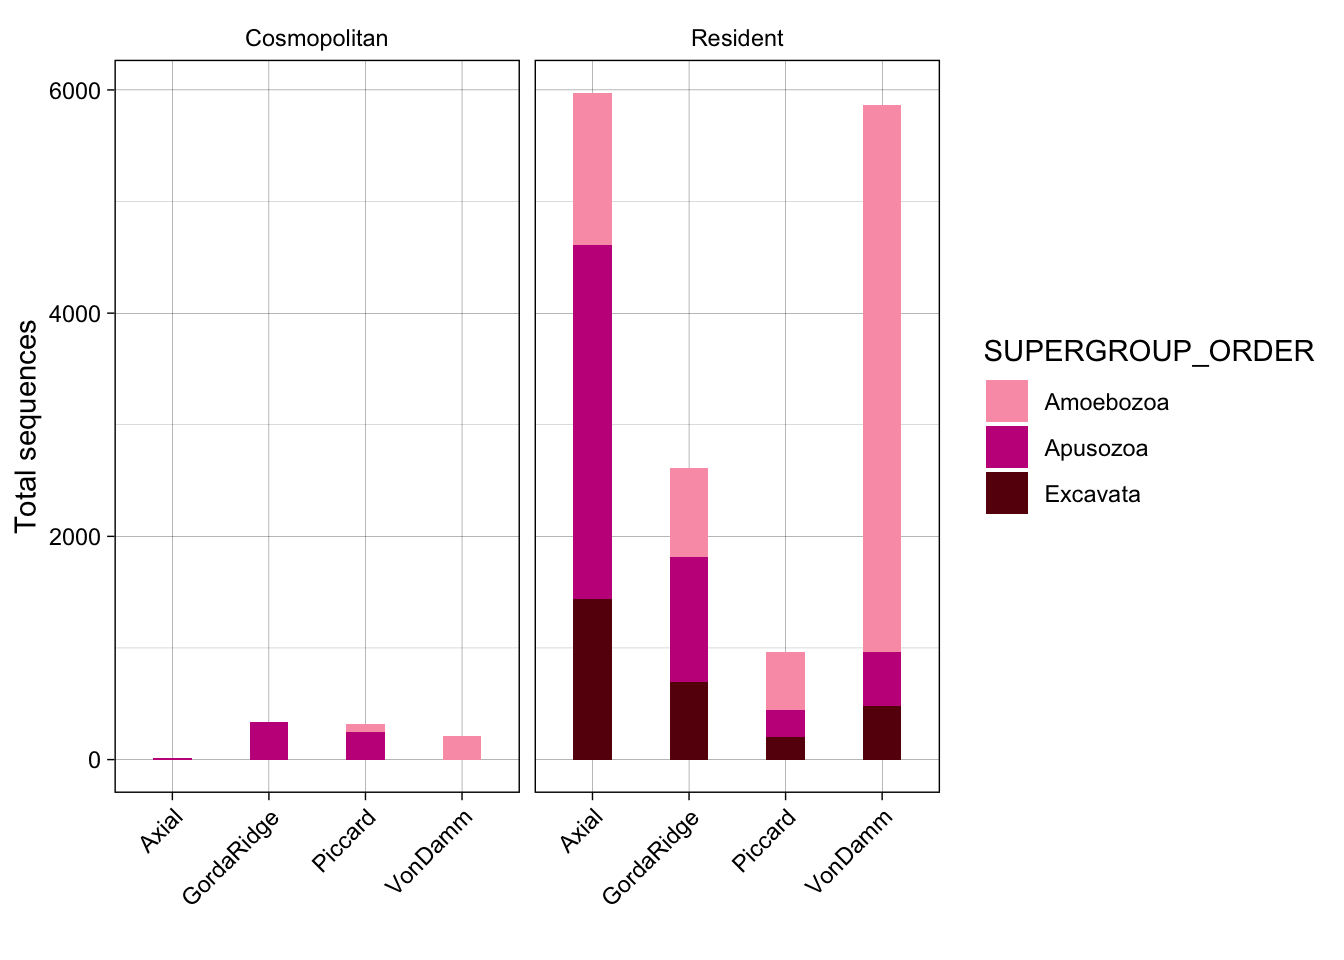 Cosmopolitan
Resident
Total sequences
6000
4000
2000
0
Axial
GordaRidge
Piccard
VonDamm
Axial
GordaRidge
Piccard
VonDamm
SUPERGROUP_ORDER
Amoebozoa
Apusozoa
Excavata